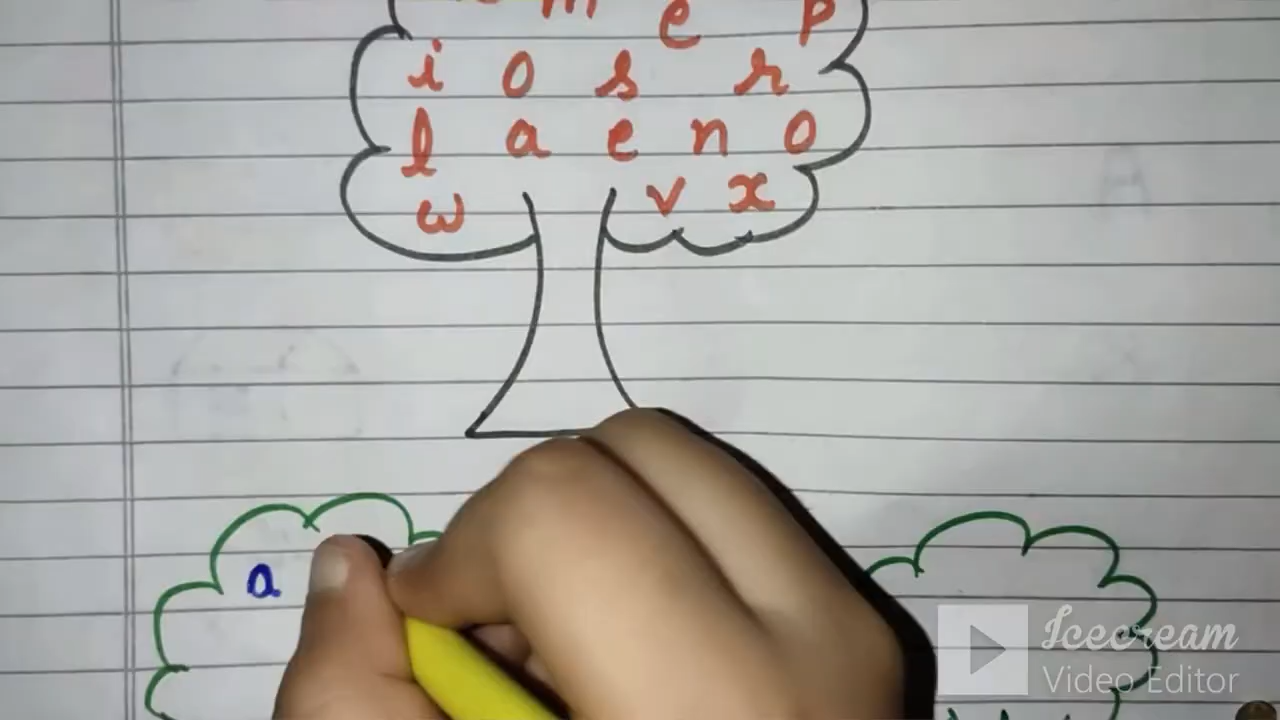 m e p
i o s r
l a e n o
w v x
a
Icecream
Video Editor